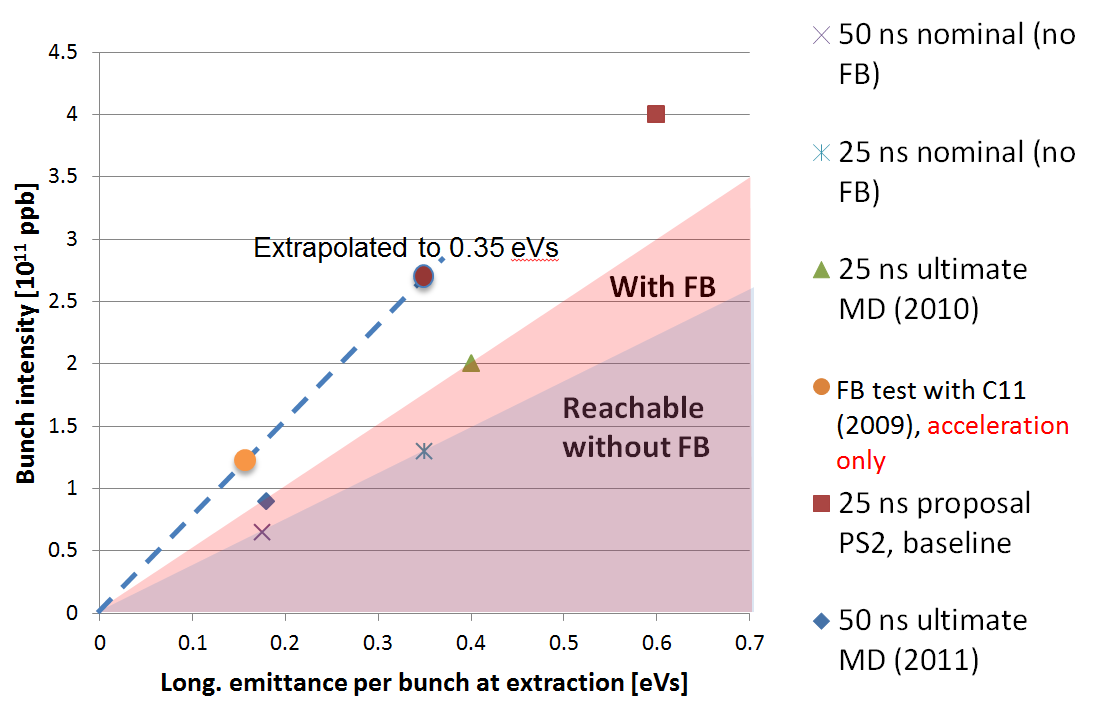 4.5
4
3.5
3
2.5
2
1.5
1
0.5
0
0
0.1
0.2
0.3
0.4
0.5
0.6
0.7
Bunch intensity [10¹¹ ppb]
Long. emittance per bunch at extraction [eVs]
Extrapolated to 0.35 eVs
With FB
Reachable
without FB
50 ns nominal (no
FB)
25 ns nominal (no
FB)
25 ns ultimate
MD (2010)
FB test with C11
(2009), acceleration
only
25 ns proposal
PS2, baseline
50 ns ultimate
MD (2011)